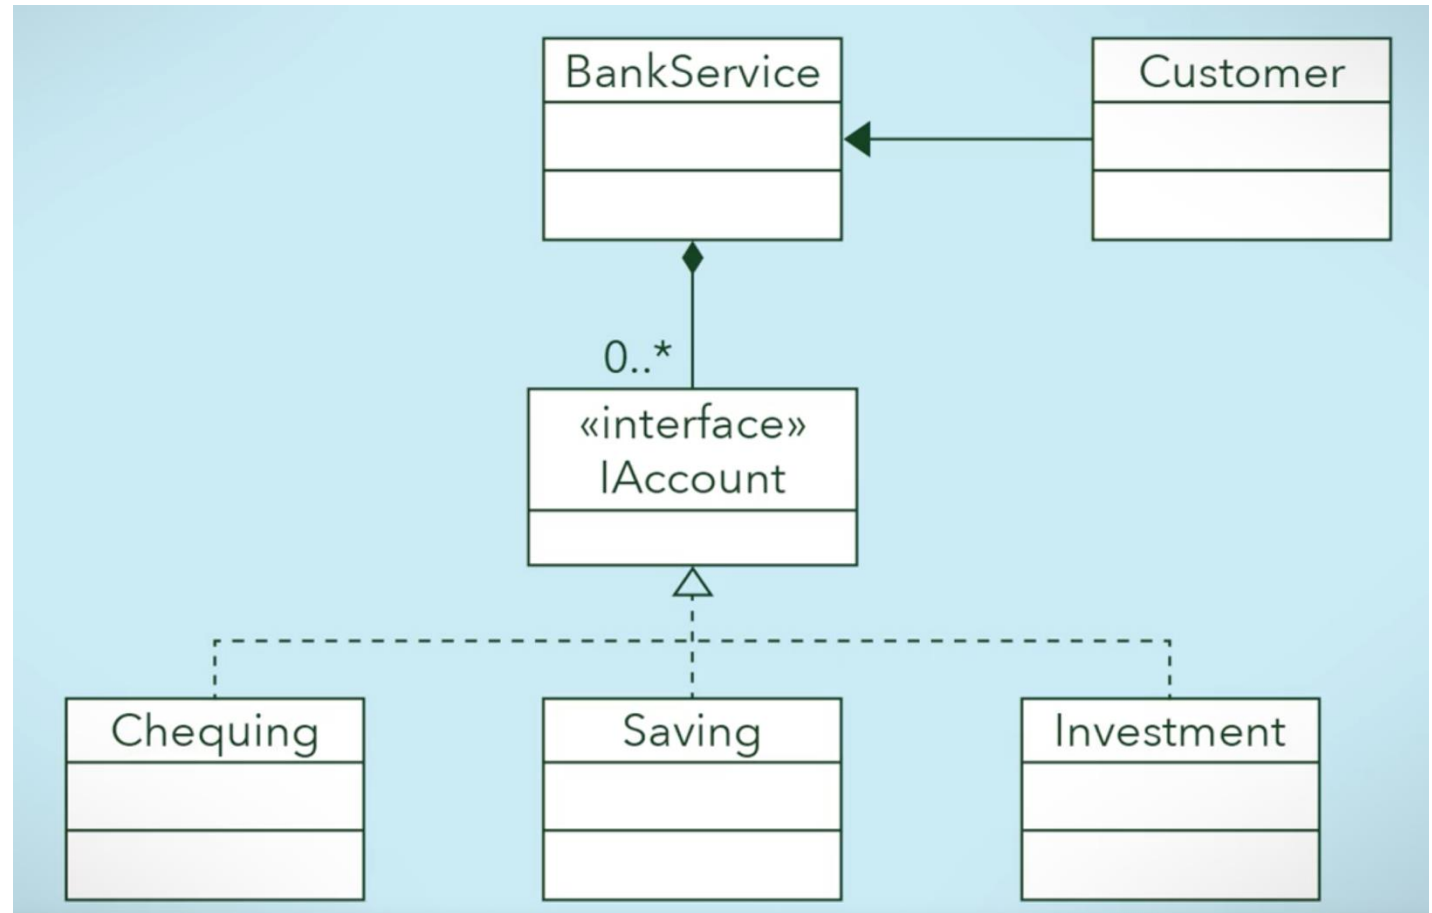 BankService
Customer
0..*
«interface»
IAccount
Chequing
Saving
Investment